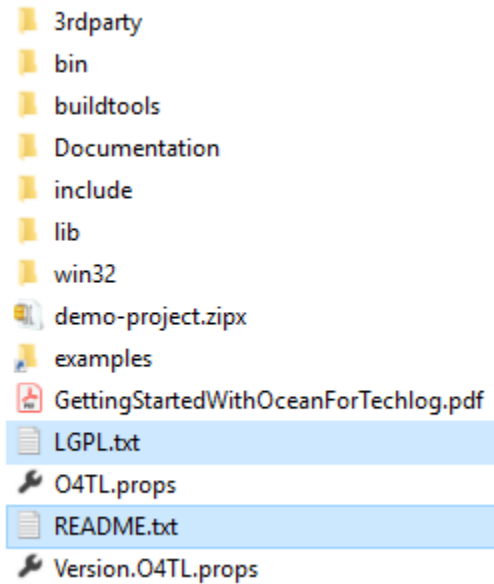 3rdparty
bin
buildtools
Documentation
include
lib
win32
demo-project.zipx
examples
GettingStartedWithOceanForTechlog.pdf
LGPL.txt
O4TL.props
README.txt
Version.O4TL.props